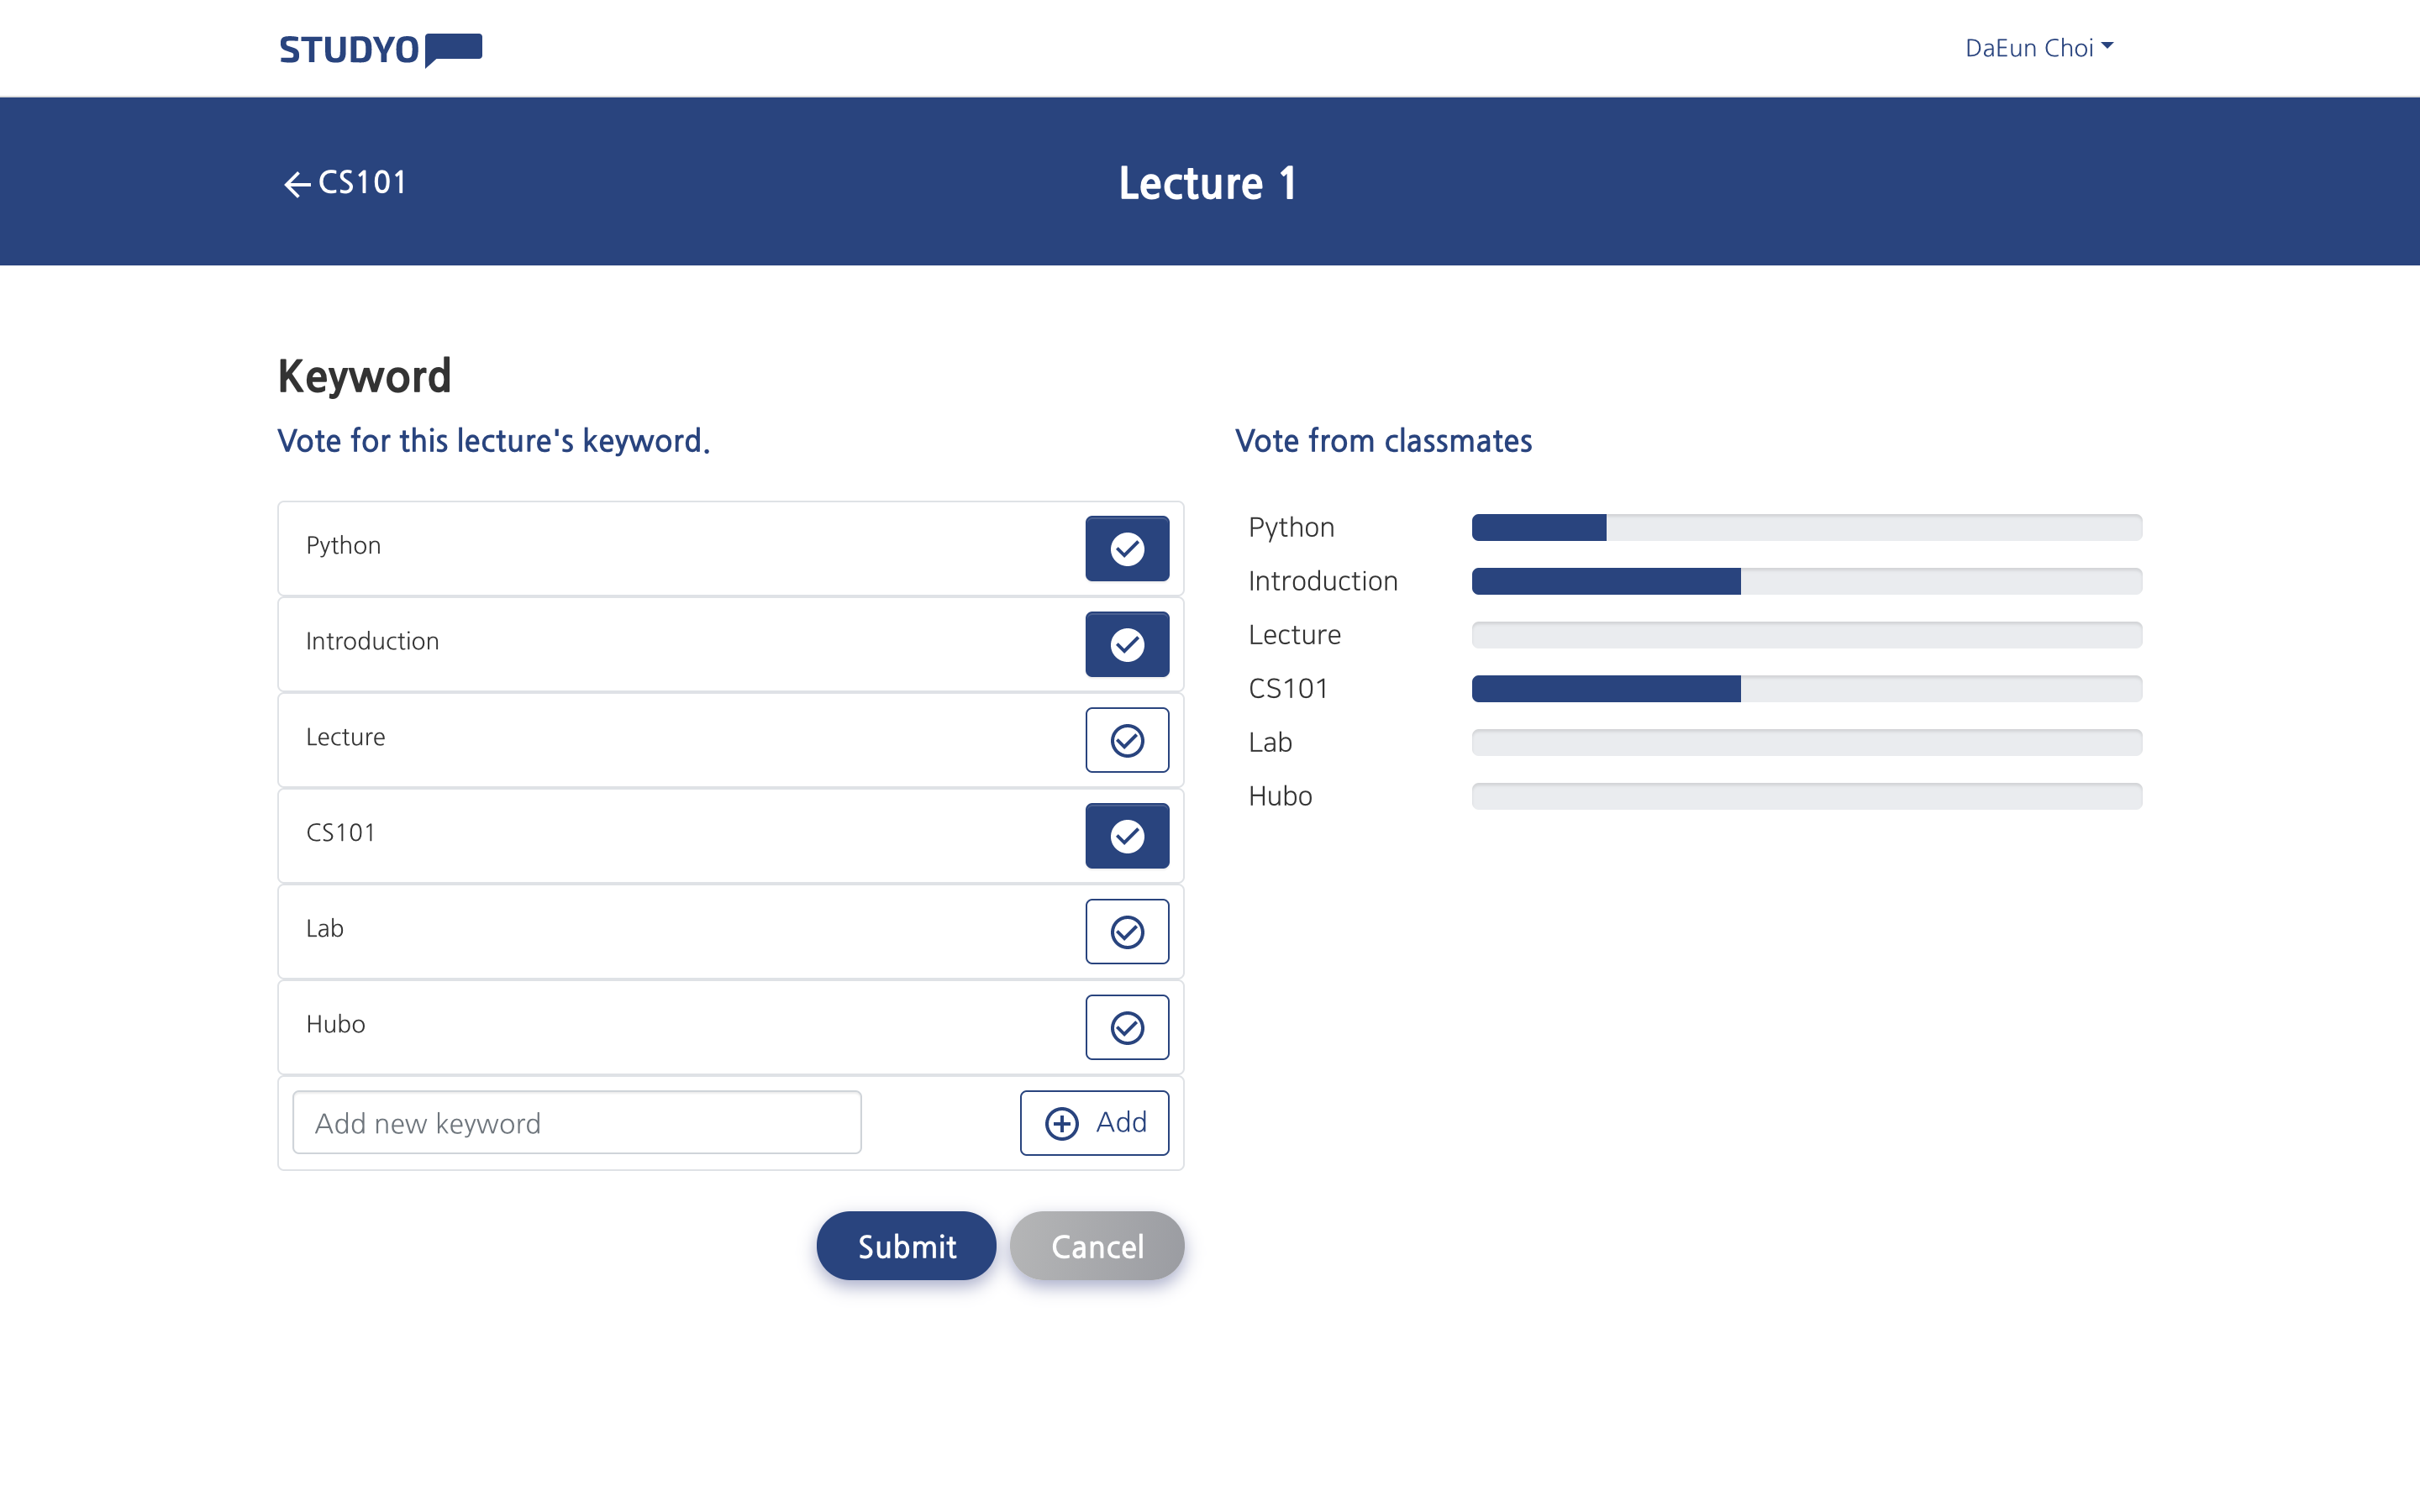 STUDYO
DaEun Choi
CS101
Lecture 1
Keyword
Vote for this lecture's keyword.
Python
Introduction
Lecture
CS101
Lab
Hubo
Add new keyword
Add
Submit
Cancel
Vote from classmates
Python
Introduction
Lecture
CS101
Lab
Hubo